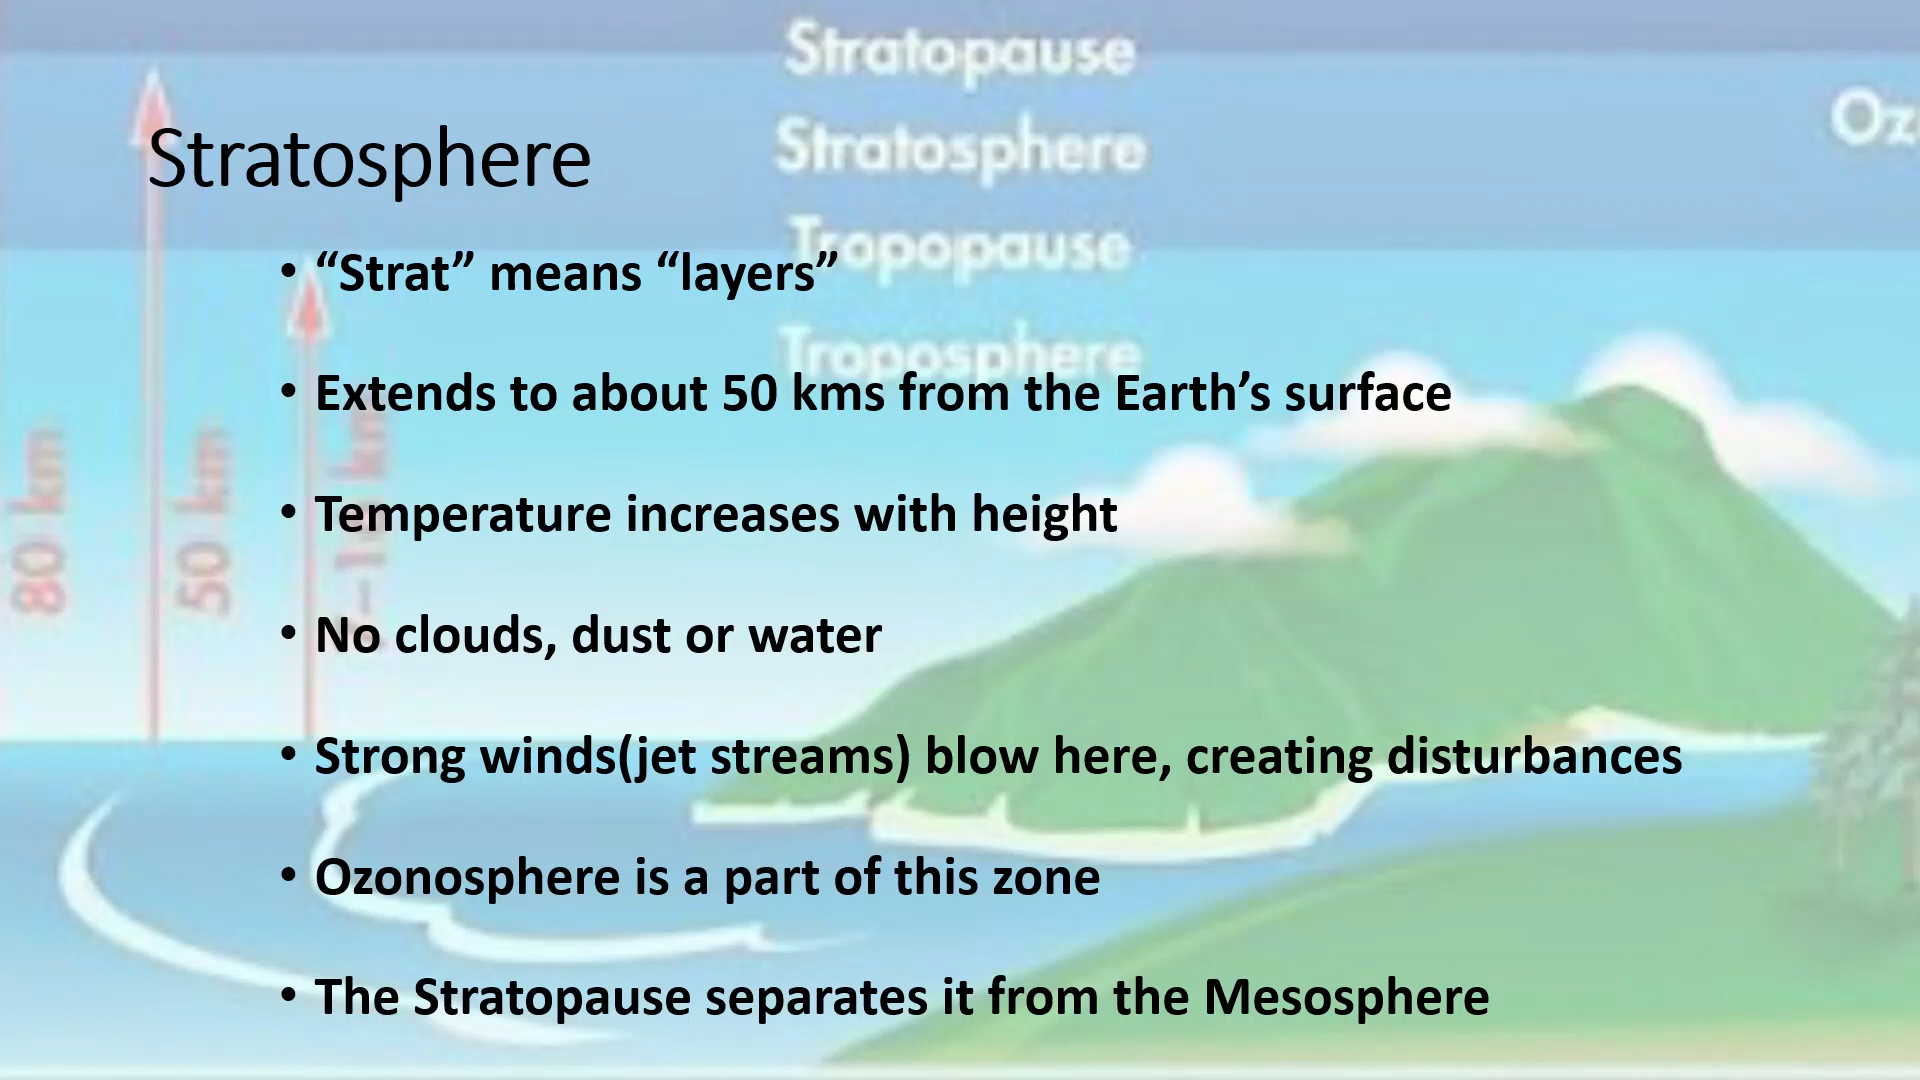 Stratopause
Oz
Stratosphere
Stratosphere
Tropopause
• “Strat” means “layers”
Troposphere
• Extends to about 50 kms from the Earth’s surface
80 km
50 km
km
• Temperature increases with height
• No clouds, dust or water
• Strong winds(jet streams) blow here, creating disturbances
• Ozonosphere is a part of this zone
• The Stratopause separates it from the Mesosphere